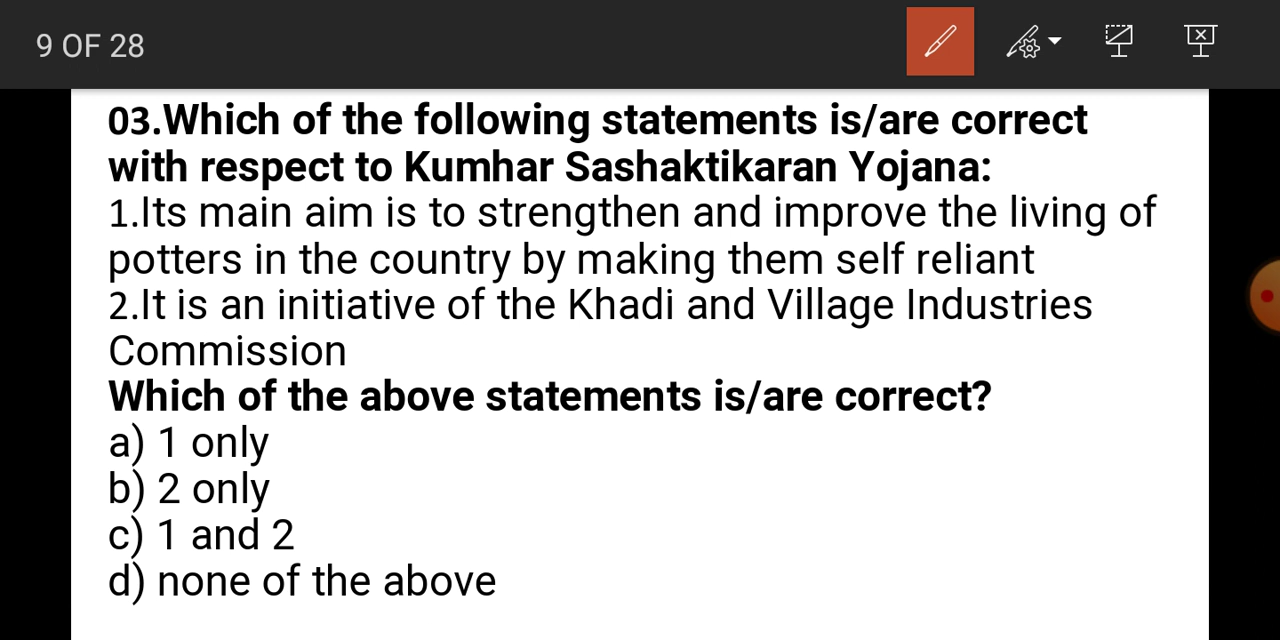 9 OF 28
03.Which of the following statements is/are correct
with respect to Kumhar Sashaktikaran Yojana:
1.Its main aim is to strengthen and improve the living of
potters in the country by making them self reliant
2.It is an initiative of the Khadi and Village Industries
Commission
Which of the above statements is/are correct?
a) 1 only
b) 2 only
c) 1 and 2
d) none of the above